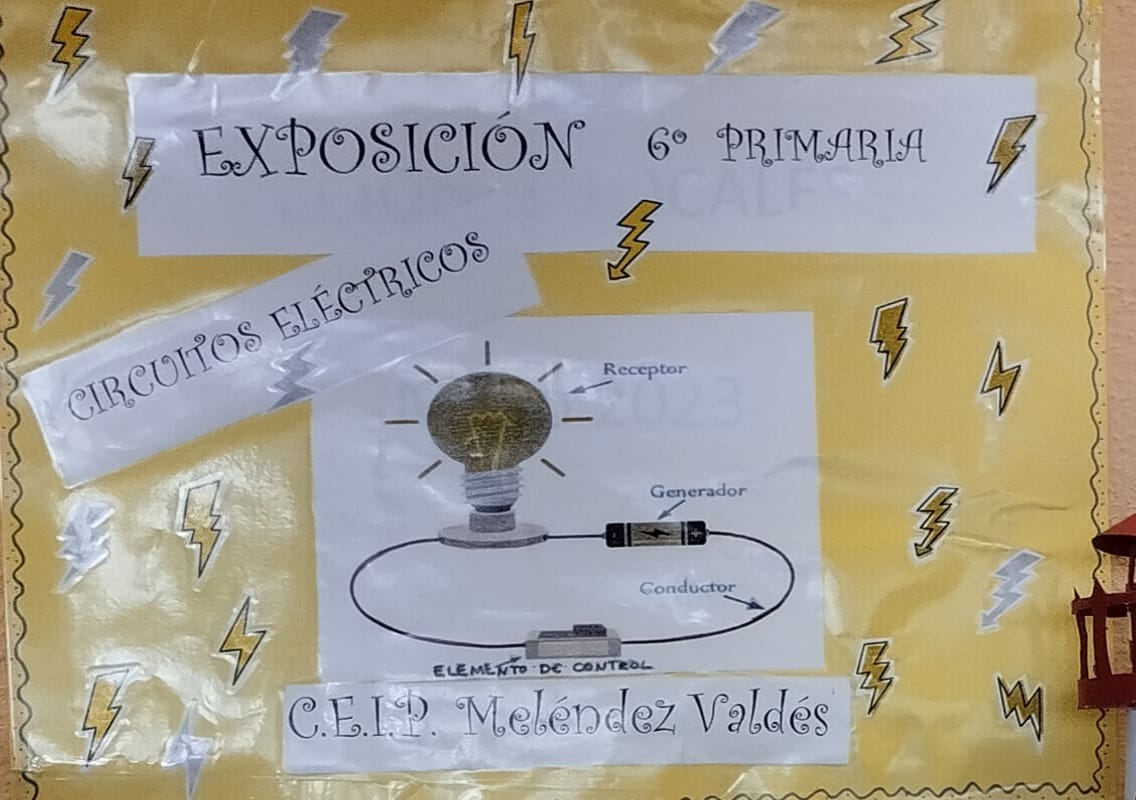 EXPOSICIÓN 6º PRIMARIA
CIRCUITOS ELÉCTRICOS
Receptor
Generador
Conductor
ELEMENTO DE CONTROL
C.E.I.P. Meléndez Valdés